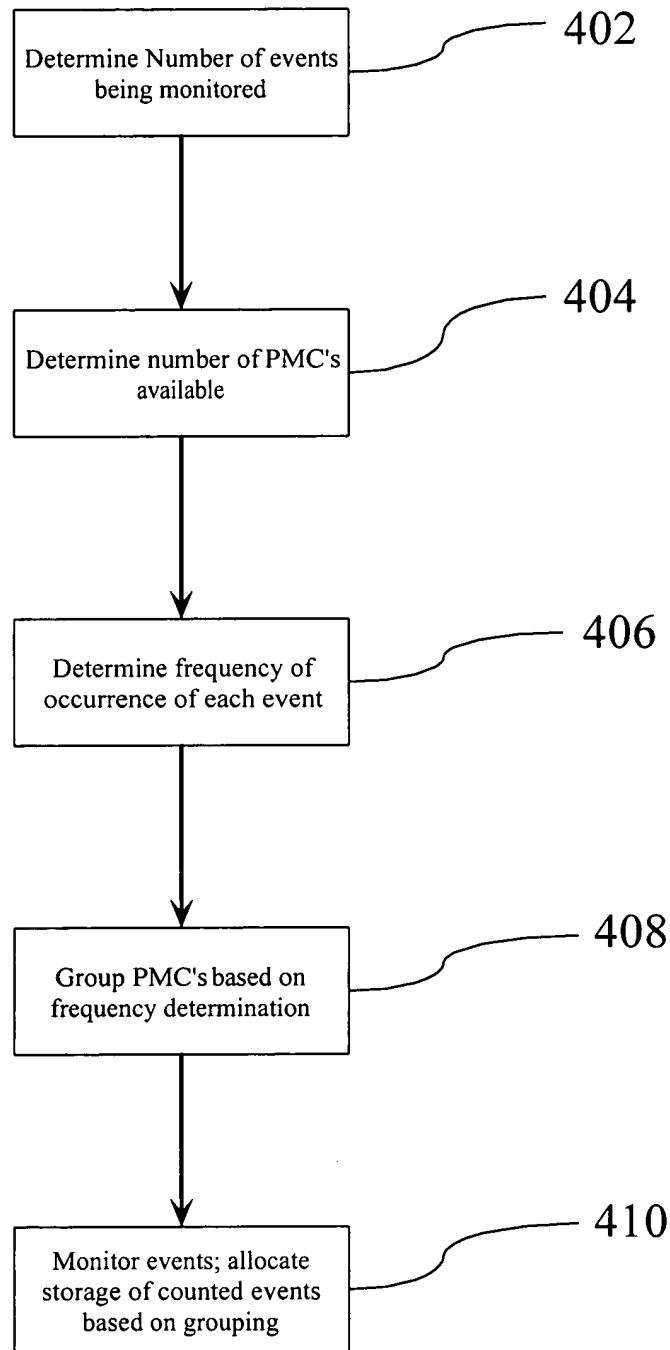 Determine Number of events
being monitored
402
Determine number of PMC's
available
404
Determine frequency of
occurrence of each event
406
Group PMC's based on
frequency determination
408
Monitor events; allocate
storage of counted events
based on grouping
410